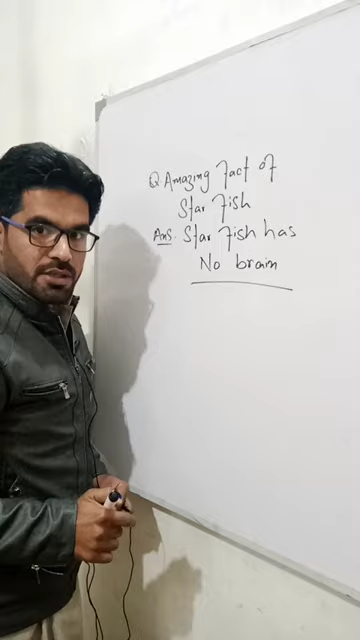 Q. Amazing fact of
Star fish
Ans. Star fish has
No brain